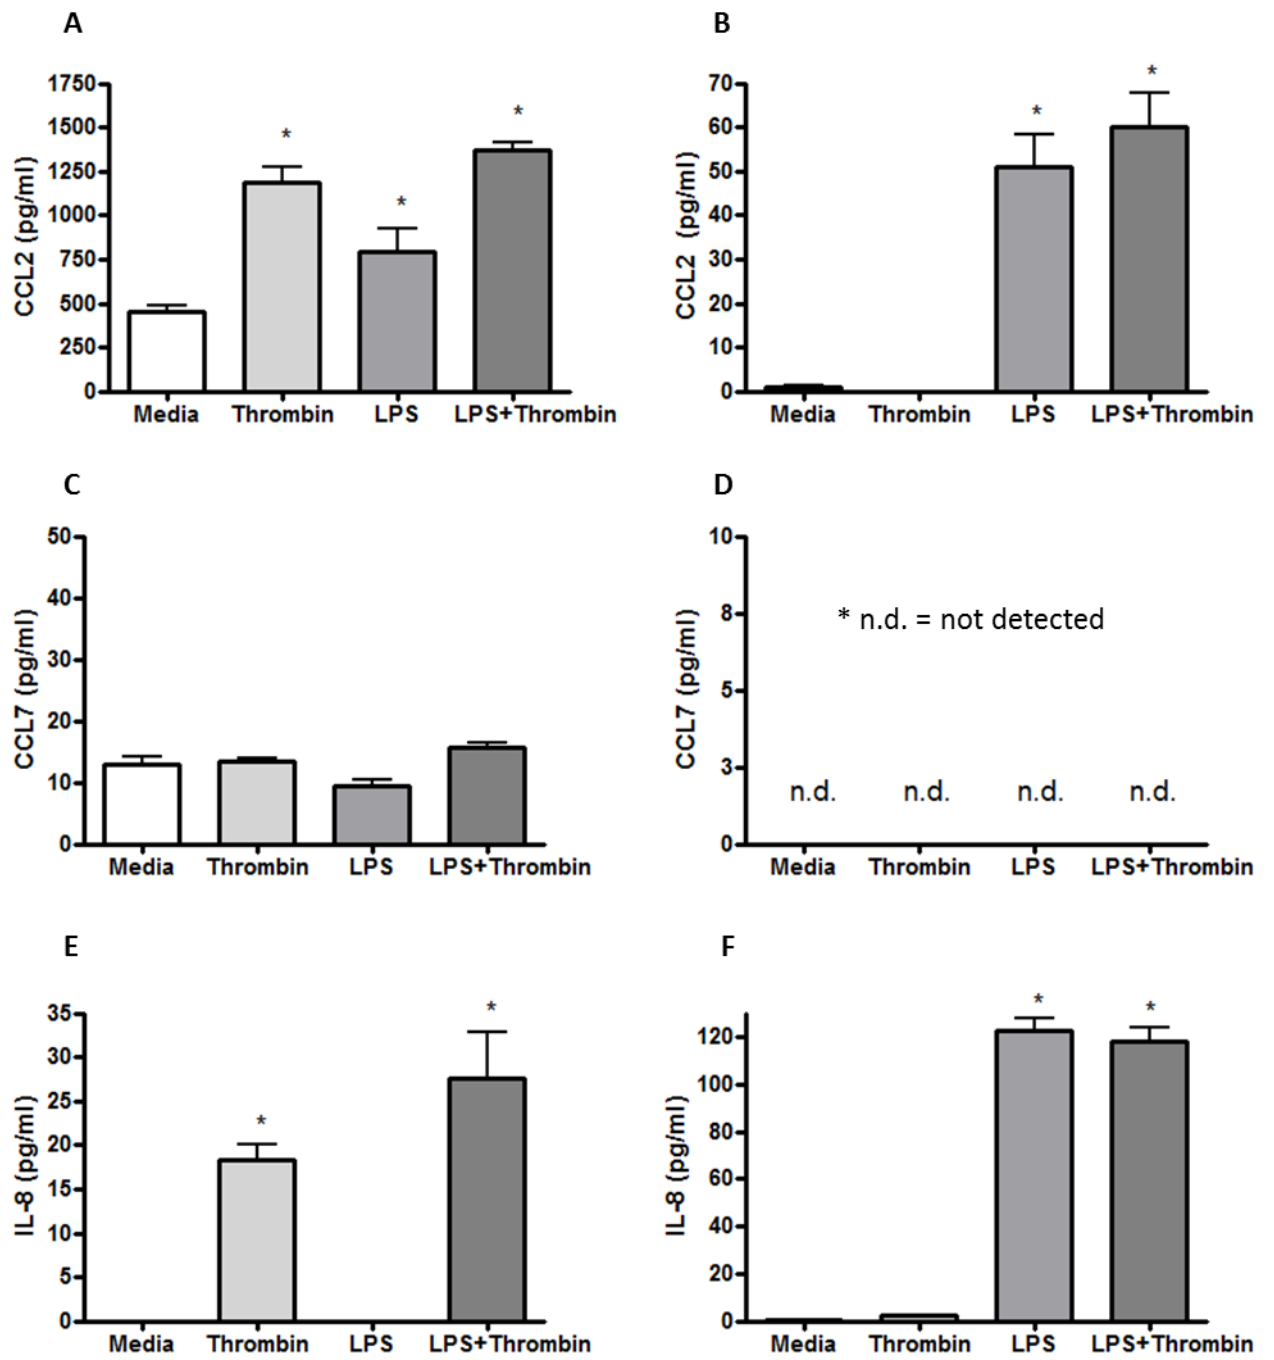 A
CCL2 (pg/ml)
1750
1500
1250
1000
750
500
250
0
*
*
*
Media Thrombin LPS LPS+Thrombin
B
CCL2 (pg/ml)
70
60
50
40
30
20
10
0
*
*
Media Thrombin LPS LPS+Thrombin
C
CCL7 (pg/ml)
50
40
30
20
10
0
Media Thrombin LPS LPS+Thrombin
D
CCL7 (pg/ml)
10
8
5
3
0
* n.d. = not detected
n.d. n.d. n.d. n.d.
Media Thrombin LPS LPS+Thrombin
E
IL-8 (pg/ml)
35
30
25
20
15
10
5
0
*
*
Media Thrombin LPS LPS+Thrombin
F
IL-8 (pg/ml)
120
100
80
60
40
20
0
*
*
Media Thrombin LPS LPS+Thrombin